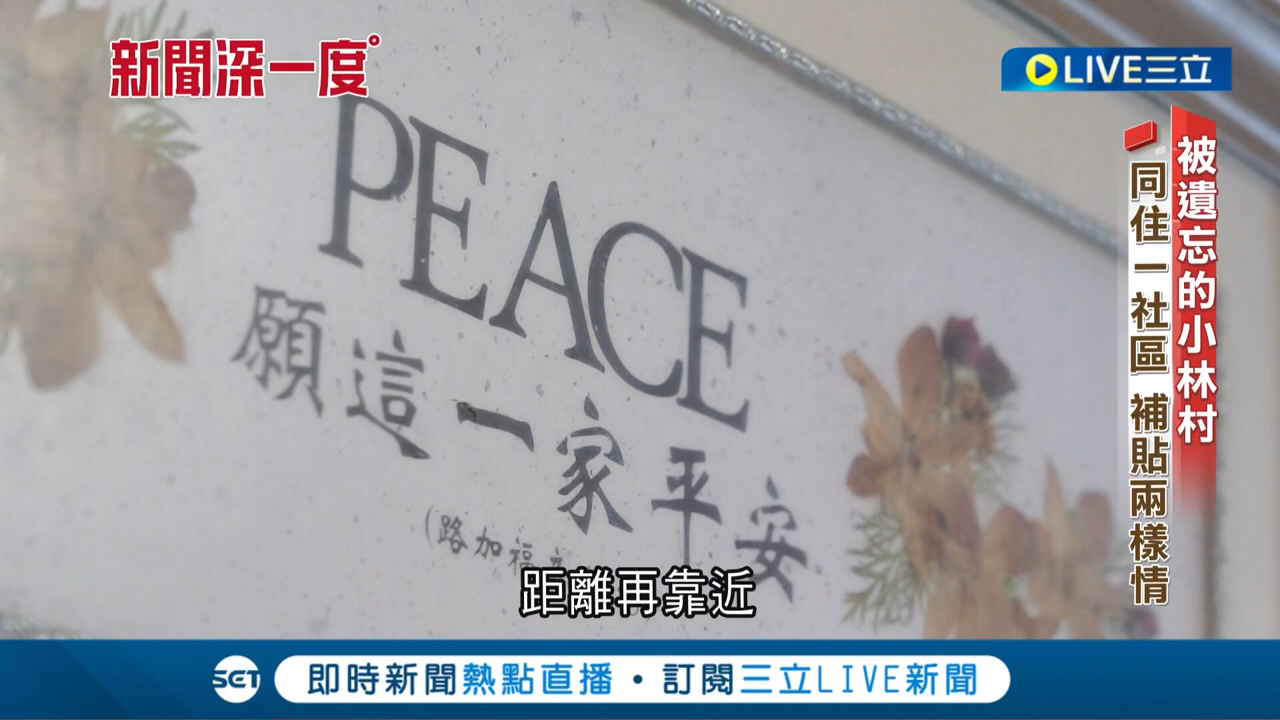 新聞深一度
LIVE三立
被遺忘的小林村
同住一社區 補貼兩樣情
PEACE
願這一家平安
(路加福
距離再靠近
SET 即時新聞熱點直播・訂閱三立LIVE新聞